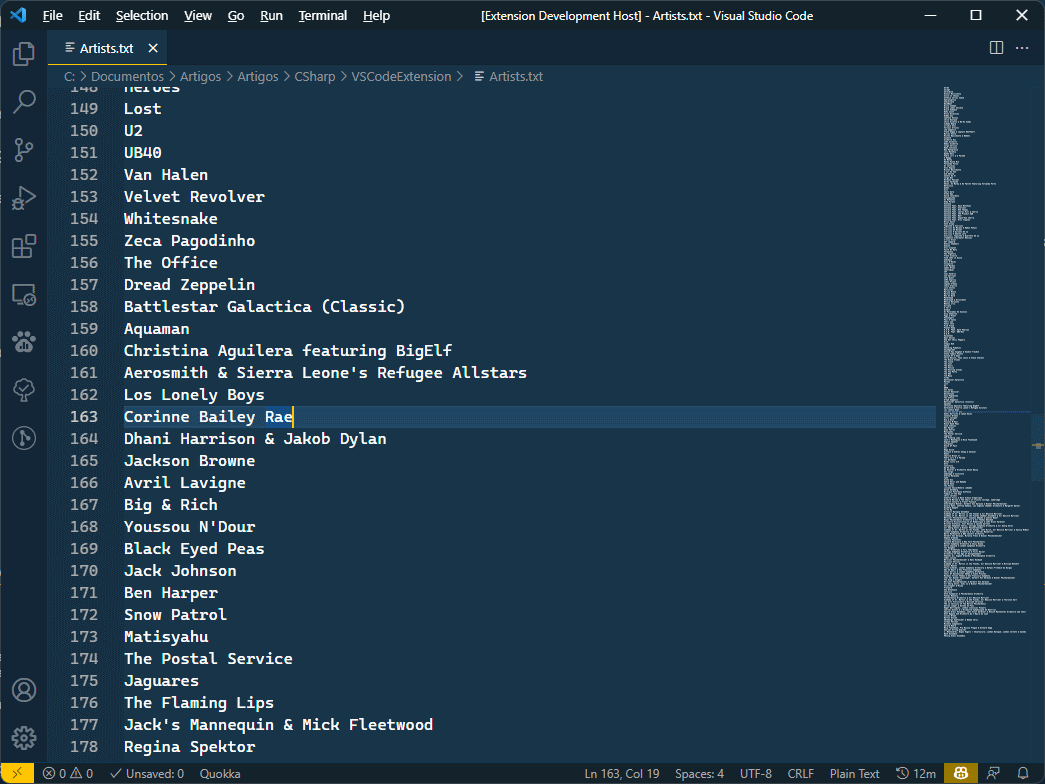 File Edit Selection View Go Run Terminal Help [Extension Development Host] - Artists.txt - Visual Studio Code
Artists.txt
C: > Documentos > Artigos > Artigos > CSharp > VSCodeExtension > Artists.txt
148 Heroes
149 Lost
150 U2
151 UB40
152 Van Halen
153 Velvet Revolver
154 Whitesnake
155 Zeca Pagodinho
156 The Office
157 Dread Zeppelin
158 Battlestar Galactica (Classic)
159 Aquaman
160 Christina Aguilera featuring BigElf
161 Aerosmith & Sierra Leone's Refugee Allstars
162 Los Lonely Boys
163 Corinne Bailey Rae
164 Dhani Harrison & Jakob Dylan
165 Jackson Browne
166 Avril Lavigne
167 Big & Rich
168 Youssou N'Dour
169 Black Eyed Peas
170 Jack Johnson
171 Ben Harper
172 Snow Patrol
173 Matisyahu
174 The Postal Service
175 Jaguares
176 The Flaming Lips
177 Jack's Mannequin & Mick Fleetwood
178 Regina Spektor
0 0 Unsaved: 0 Quokka Ln 163, Col 19 Spaces: 4 UTF-8 CRLF Plain Text 12m